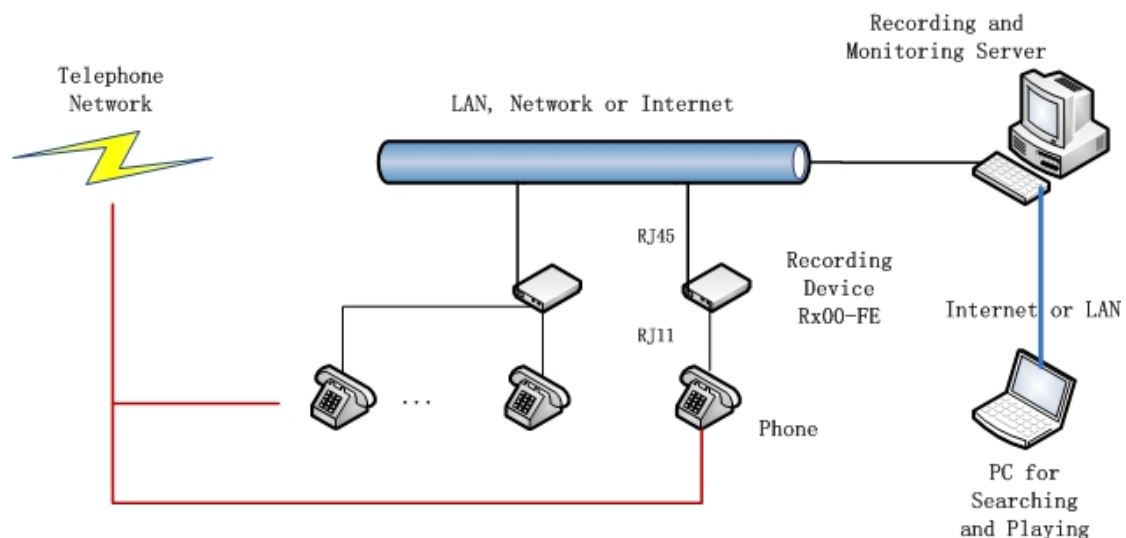 Recording and
Monitoring Server
Telephone
Network
LAN, Network or Internet
RJ45
Recording
Device
Rx00-FE
Internet or LAN
RJ11
...
Phone
PC for
Searching
and Playing